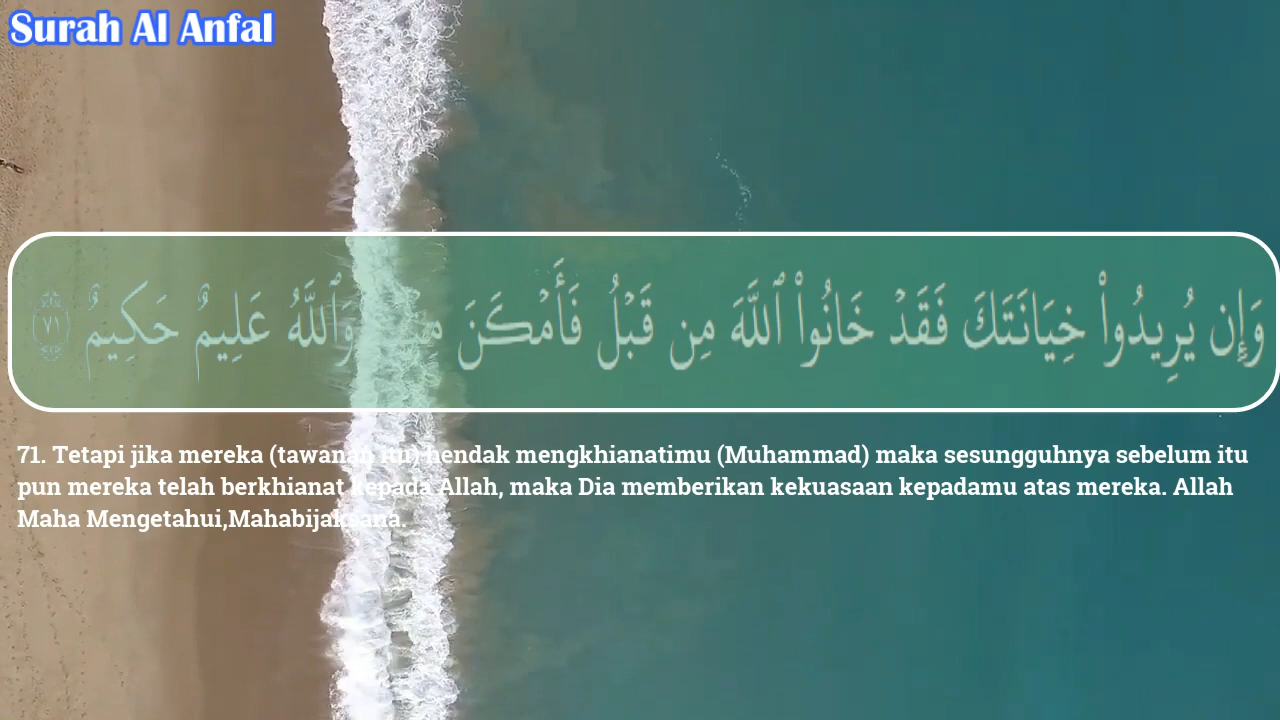 Surah Al Anfal
وَإِن يُرِيدُوا۟ خِيَانَتَكَ فَقَدْ خَانُوا۟ ٱللَّهَ مِن قَبْلُ فَأَمْكَنَ مِنْهُمْ وَٱللَّهُ عَلِيمٌ حَكِيمٌ ﴿٧١﴾
71. Tetapi jika mereka (tawanan itu) hendak mengkhianatimu (Muhammad) maka sesungguhnya sebelum itu
pun mereka telah berkhianat kepada Allah, maka Dia memberikan kekuasaan kepadamu atas mereka. Allah
Maha Mengetahui,Mahabijaksana.